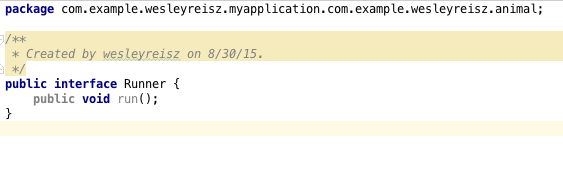 package com.example.wesleyreisz.myapplication.com.example.wesleyreisz.animal;
/**
 * Created by wesleyreisz on 8/30/15.
 */
public interface Runner {
    public void run();
}